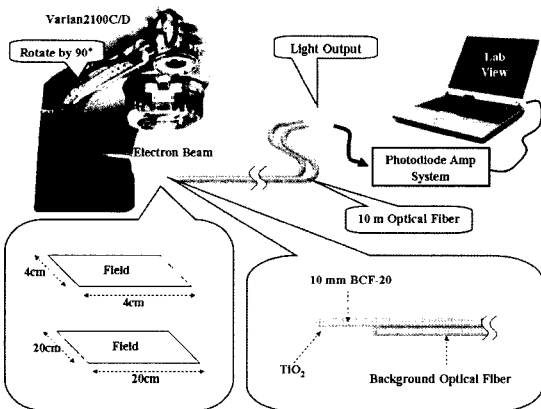 Varian2100C/D
Rotate by 90°
Light Output
Lab
View
Electron Beam
Photodiode Amp
System
10 m Optical Fiber
Field
4cm
4cm
Field
20cm
20cm
10 mm BCF-20
TiO₂
Background Optical Fiber